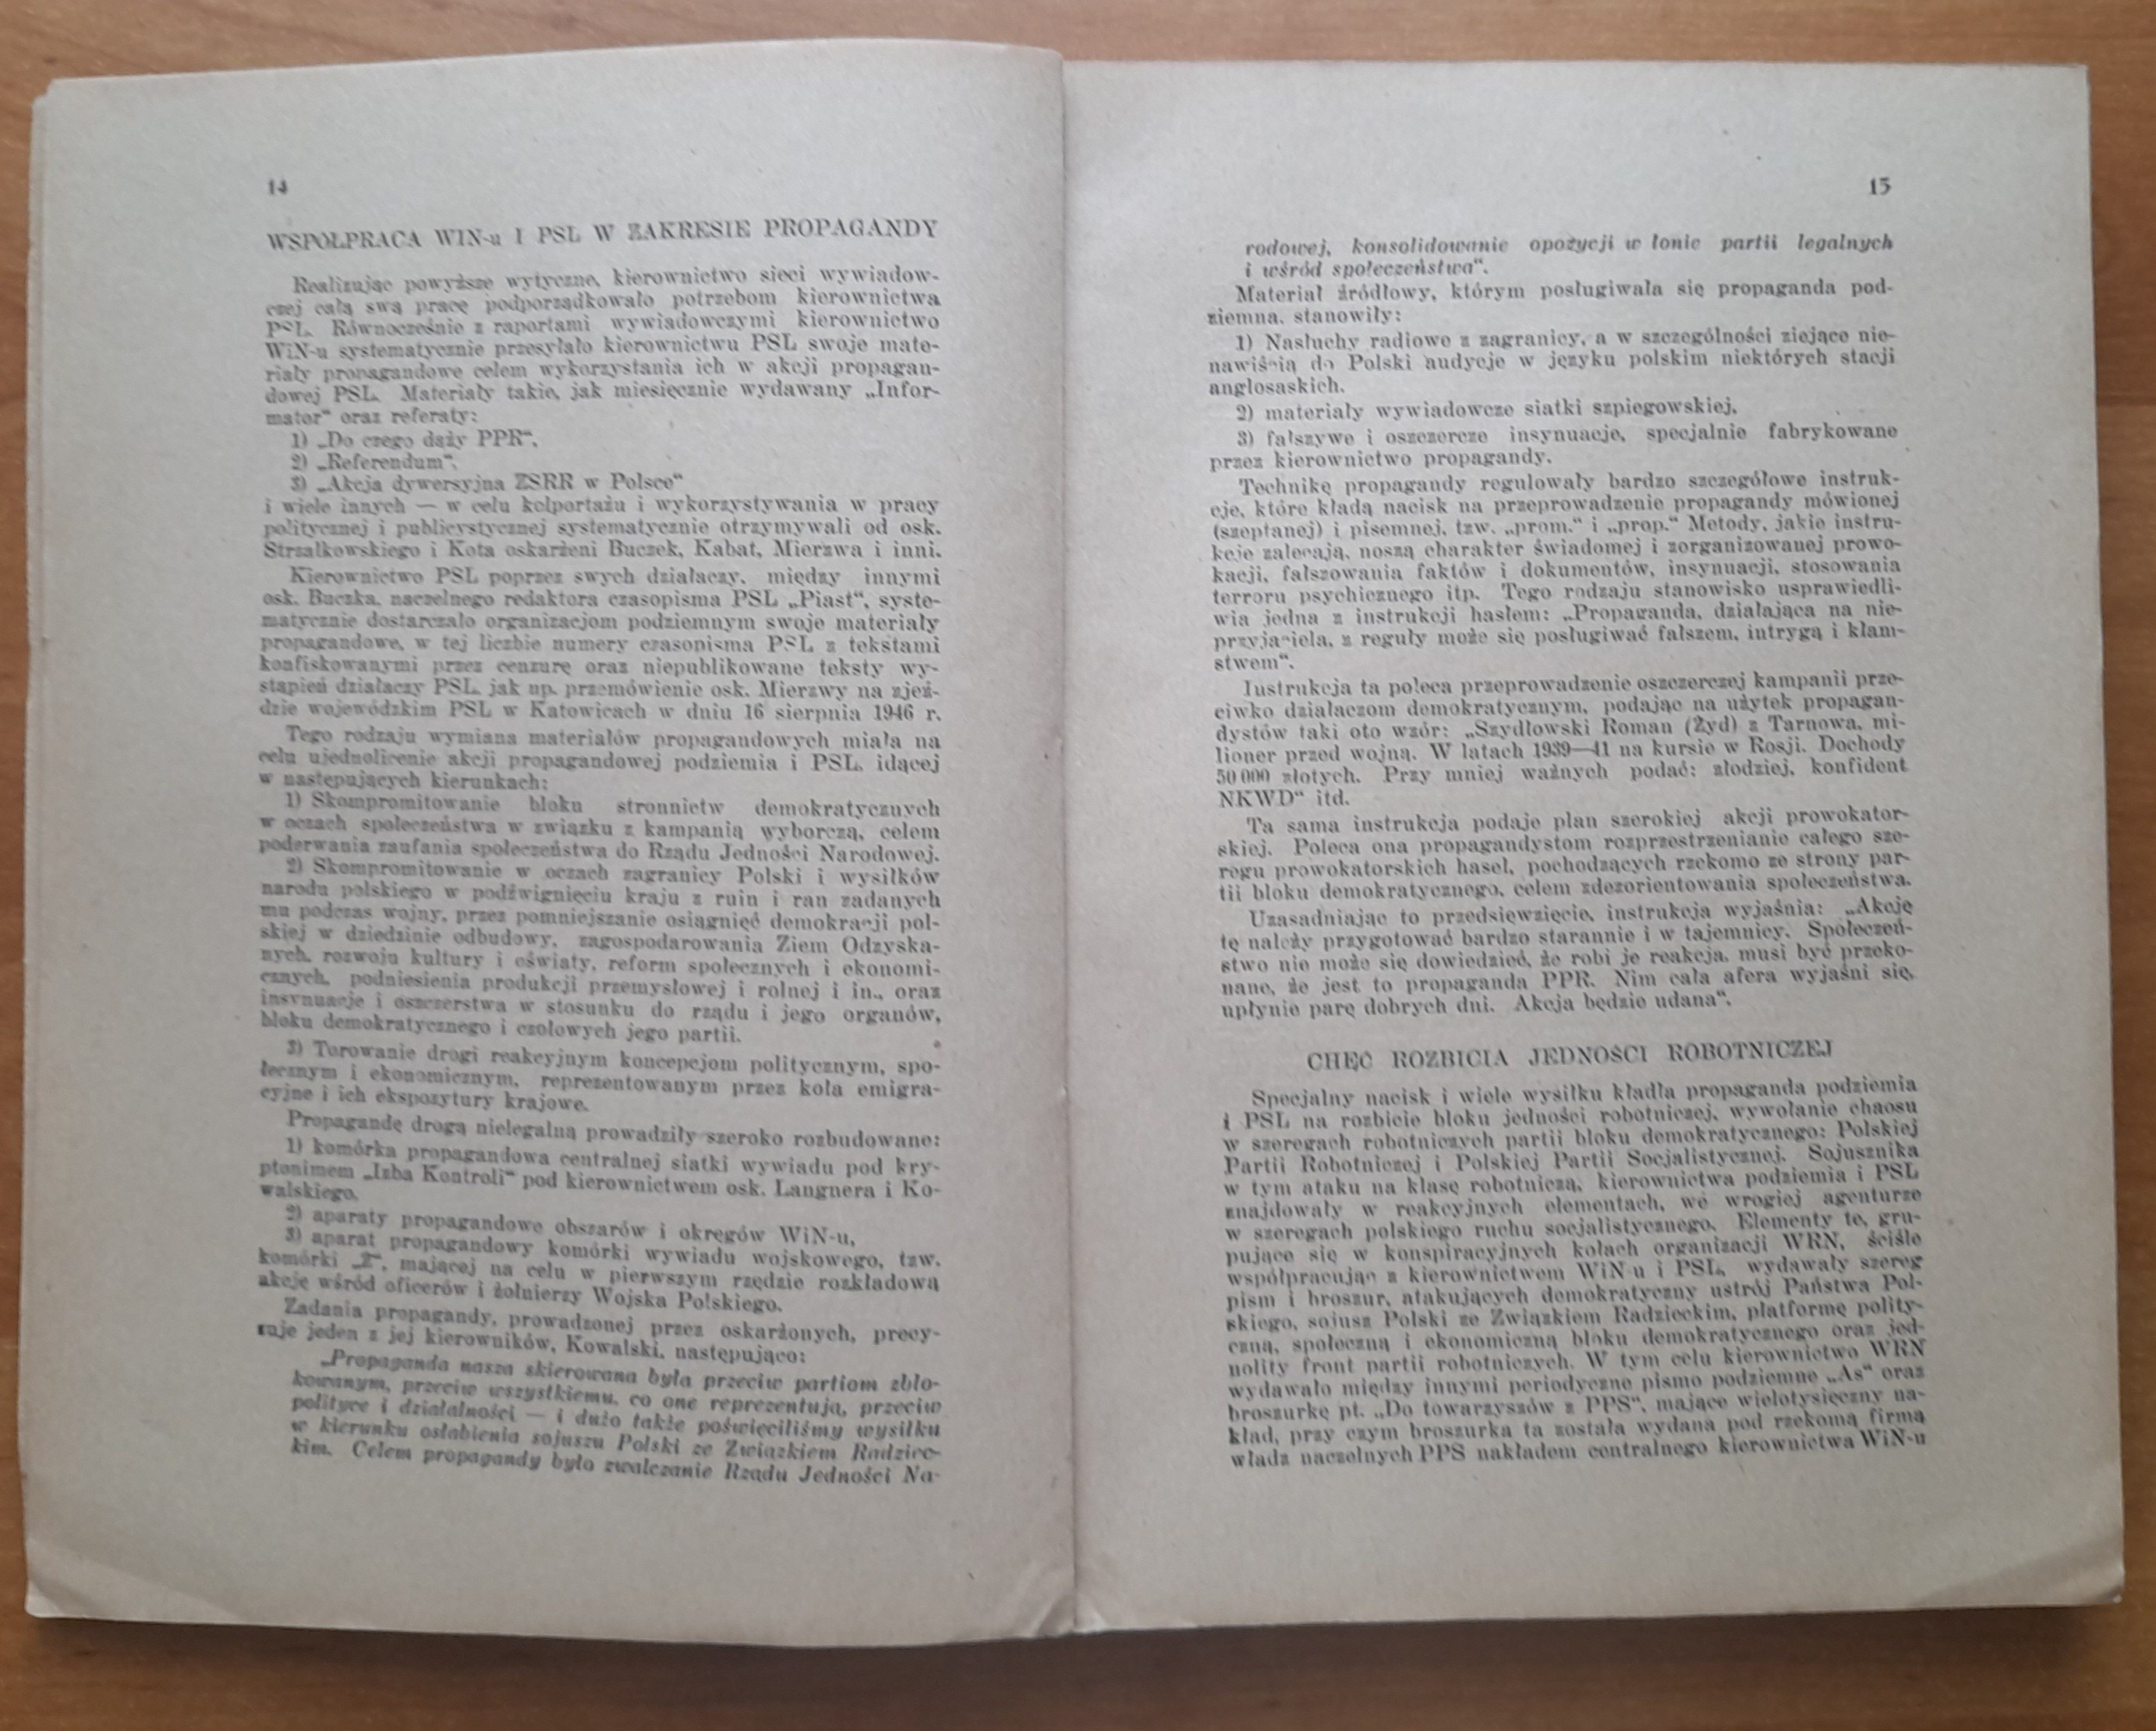 14
WSPÓŁPRACA WIN-u I PSL W ZAKRESIE PROPAGANDY
Realizując powyższe wytyczne, kierownictwo sieci wywiadow-
czej całą swą pracę podporządkowało potrzebom kierownictwa
PSL. Równocześnie z raportami wywiadowczymi kierownictwo
WiN-u systematycznie przesyłało kierownictwu PSL swoje mate-
riały propagandowe celem wykorzystania ich w akcji propagan-
dowej PSL. Materiały takie, jak miesięcznie wydawany „Infor-
mator“ oraz referaty:
1) „Do czego dąży PPR“,
2) „Referendum“,
3) „Akcja dywersyjna ZSRR w Polsce“
i wiele innych — w celu kolportażu i wykorzystywania w pracy
politycznej i publicystycznej systematycznie otrzymywali od osk.
Strzałkowskiego i Kota oskarżeni Buczek, Kabat, Mierzwa i inni.
Kierownictwo PSL poprzez swych działaczy, między innymi
osk. Buczka, naczelnego redaktora czasopisma PSL „Piast“, syste-
matycznie dostarczało organizacjom podziemnym swoje materiały
propagandowe, w tej liczbie numery czasopisma PSL z tekstami
konfiskowanymi przez cenzurę oraz niepublikowane teksty wy-
stąpień działaczy PSL, jak np. przemówienie osk. Mierzwy na zjeź-
dzie wojewódzkim PSL w Katowicach w dniu 16 sierpnia 1946 r.
Tego rodzaju wymiana materiałów propagandowych miała na
celu ujednolicenie akcji propagandowej podziemia i PSL, idącej
w następujących kierunkach:
1) Skompromitowanie bloku stronnictw demokratycznych
w oczach społeczeństwa w związku z kampanią wyborczą, celem
poderwania zaufania społeczeństwa do Rządu Jedności Narodowej.
2) Skompromitowanie w oczach zagranicy Polski i wysiłków
narodu polskiego w podźwignięciu kraju z ruin i ran zadanych
mu podczas wojny, przez pomniejszanie osiągnięć demokracji pol-
skiej w dziedzinie odbudowy, zagospodarowania Ziem Odzyska-
nych, rozwoju kultury i oświaty, reform społecznych i ekonomi-
cznych, podniesienia produkcji przemysłowej i rolnej i in., oraz
insynuacje i oszczerstwa w stosunku do rządu i jego organów,
bloku demokratycznego i czołowych jego partii.
3) Torowanie drogi reakcyjnym koncepcjom politycznym, spo-
łecznym i ekonomicznym, reprezentowanym przez koła emigra-
cyjne i ich ekspozytury krajowe.
Propagandę drogą nielegalną prowadziły szeroko rozbudowane:
1) komórka propagandowa centralnej siatki wywiadu pod kry-
ptonimem „Izba Kontroli“ pod kierownictwem osk. Langnera i Ko-
walskiego,
2) aparaty propagandowe obszarów i okręgów WiN-u,
3) aparat propagandowy komórki wywiadu wojskowego, tzw.
komórki „Z“, mającej na celu w pierwszym rzędzie rozkładową
akcję wśród oficerów i żołnierzy Wojska Polskiego.
Zadania propagandy, prowadzonej przez oskarżonych, precy-
zuje jeden z jej kierowników, Kowalski, następująco:
„Propaganda nasza skierowana była przeciw partiom zblo-
kowanym, przeciw wszystkiemu, co one reprezentują, przeciw
polityce i działalności — i dużo także poświęciliśmy wysiłku
w kierunku osłabienia sojuszu Polski ze Związkiem Radziec-
kim. Celem propagandy było zwalczanie Rządu Jedności Na-
15
rodowej, konsolidowanie opozycji w łonie partii legalnych
i wśród społeczeństwa“.
Materiał źródłowy, którym posługiwała się propaganda pod-
ziemna, stanowiły:
1) Nasłuchy radiowe z zagranicy, a w szczególności ziejące nie-
nawiścią do Polski audycje w języku polskim niektórych stacji
anglosaskich.
2) materiały wywiadowcze siatki szpiegowskiej,
3) fałszywe i oszczercze insynuacje, specjalnie fabrykowane
przez kierownictwo propagandy.
Technikę propagandy regulowały bardzo szczegółowe instruk-
cje, które kładą nacisk na przeprowadzenie propagandy mówionej
(szeptanej) i pisemnej, tzw. „prom.“ i „prop.“ Metody, jakie instru-
kcje zalecają, noszą charakter świadomej i zorganizowanej prowo-
kacji, fałszowania faktów i dokumentów, insynuacji, stosowania
terroru psychicznego itp. Tego rodzaju stanowisko usprawiedli-
wia jedna z instrukcji hasłem: „Propaganda, działająca na nie-
przyjaciela, z reguły może się posługiwać fałszem, intrygą i kłam-
stwem“.
Instrukcja ta poleca przeprowadzenie oszczerczej kampanii prze-
ciwko działaczom demokratycznym, podając na użytek propagan-
dystów taki oto wzór: „Szydłowski Roman (Żyd) z Tarnowa, mi-
lioner przed wojną. W latach 1939—41 na kursie w Rosji. Dochody
50 000 złotych. Przy mniej ważnych podać: złodziej, konfident
NKWD“ itd.
Ta sama instrukcja podaje plan szerokiej akcji prowokator-
skiej. Poleca ona propagandystom rozprzestrzenianie całego sze-
regu prowokatorskich haseł, pochodzących rzekomo ze strony par-
tii bloku demokratycznego, celem zdezorientowania społeczeństwa.
Uzasadniając to przedsięwzięcie, instrukcja wyjaśnia: „Akcję
tę należy przygotować bardzo starannie i w tajemnicy. Społeczeń-
stwo nie może się dowiedzieć, że robi je reakcja, musi być przeko-
nane, że jest to propaganda PPR. Nim cała afera wyjaśni się,
upłynie parę dobrych dni. Akcja będzie udana“.
CHĘĆ ROZBICIA JEDNOŚCI ROBOTNICZEJ
Specjalny nacisk i wiele wysiłku kładła propaganda podziemia
i PSL na rozbicie bloku jedności robotniczej, wywołanie chaosu
w szeregach robotniczych partii bloku demokratycznego: Polskiej
Partii Robotniczej i Polskiej Partii Socjalistycznej. Sojusznika
w tym ataku na klasę robotniczą, kierownictwa podziemia i PSL
znajdowały w reakcyjnych elementach, we wrogiej agenturze
w szeregach polskiego ruchu socjalistycznego. Elementy te, gru-
pujące się w konspiracyjnych kołach organizacji WRN, ściśle
współpracując z kierownictwem WiN u i PSL, wydawały szereg
pism i broszur, atakujących demokratyczny ustrój Państwa Pol-
skiego, sojusz Polski ze Związkiem Radzieckim, platformę polity-
czną, społeczną i ekonomiczną bloku demokratycznego oraz jed-
nolity front partii robotniczych. W tym celu kierownictwo WRN
wydawało między innymi periodyczne pismo podziemne „As“ oraz
broszurkę pt. „Do towarzyszów z PPS“, mające wielotysięczny na-
kład, przy czym broszurka ta została wydana pod rzekomą firmą
władz naczelnych PPS nakładem centralnego kierownictwa WiN-u